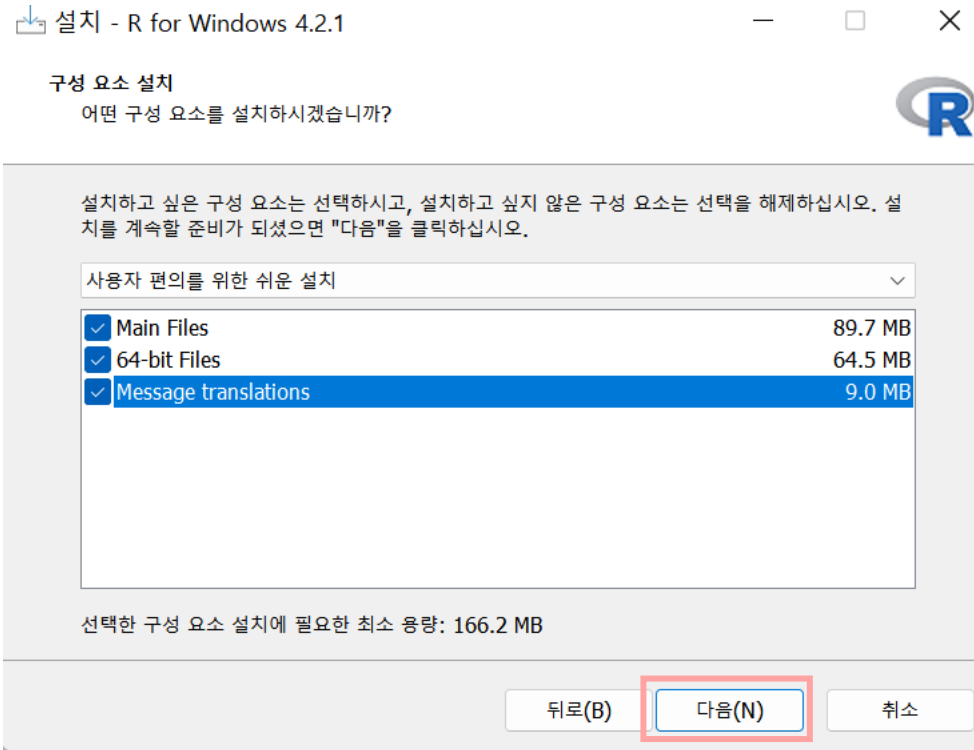 설치 - R for Windows 4.2.1
구성 요소 설치
어떤 구성 요소를 설치하시겠습니까?
R
설치하고 싶은 구성 요소는 선택하시고, 설치하고 싶지 않은 구성 요소는 선택을 해제하십시오. 설
치를 계속할 준비가 되셨으면 "다음"을 클릭하십시오.
사용자 편의를 위한 쉬운 설치
Main Files 89.7 MB
64-bit Files 64.5 MB
Message translations 9.0 MB
선택한 구성 요소 설치에 필요한 최소 용량: 166.2 MB
뒤로(B) 다음(N) 취소